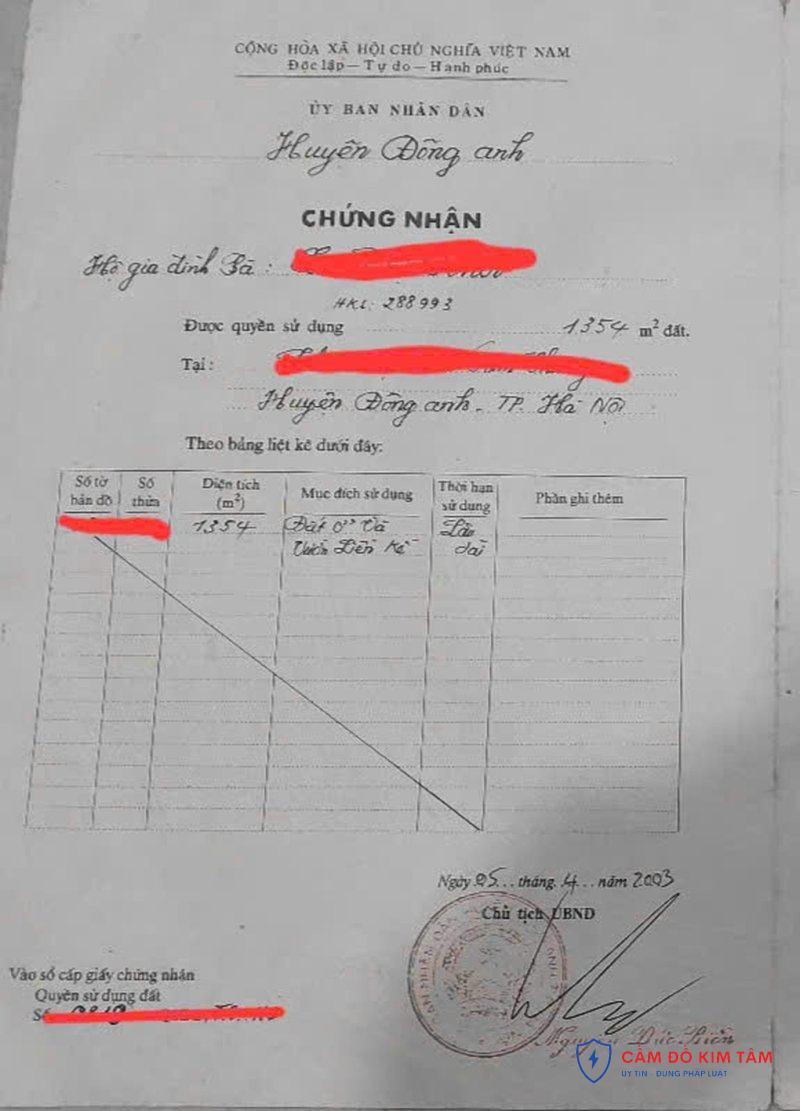 CỘNG HÒA XÃ HỘI CHỦ NGHĨA VIỆT NAM
Độc lập – Tự do – Hạnh phúc
ỦY BAN NHÂN DÂN
Huyện Đông anh
CHỨNG NHẬN
Hộ gia đình Bà :
HKI: 288993
Được quyền sử dụng 1354 m² đất.
Tại :
Huyện Đông anh - TP. Hà Nội
Theo bảng liệt kê dưới đây:
Số tờ bản đồ Số thửa Diện tích (m²) Mục đích sử dụng Thời hạn sử dụng Phần ghi thêm
1354 Đất ở và Lâu
Vườn Liền Kề dài
Ngày 05 tháng 4 năm 2003
Chủ tịch UBND
Vào sổ cấp giấy chứng nhận
Quyền sử dụng đất
Nguyễn Đức
CẦM ĐỒ KIM TÂM
UY TÍN - ĐÚNG PHÁP LUẬT